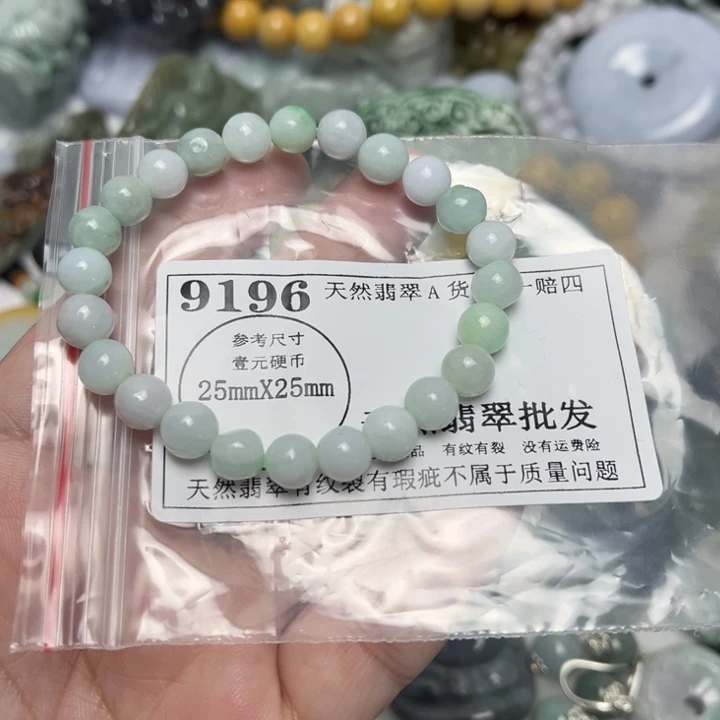 9196 天然翡翠A货 一赔四
参考尺寸
壹元硬币
25mmX25mm
翡翠批发
品 有纹有裂 没有运费险
天然翡翠有纹裂有瑕疵不属于质量问题